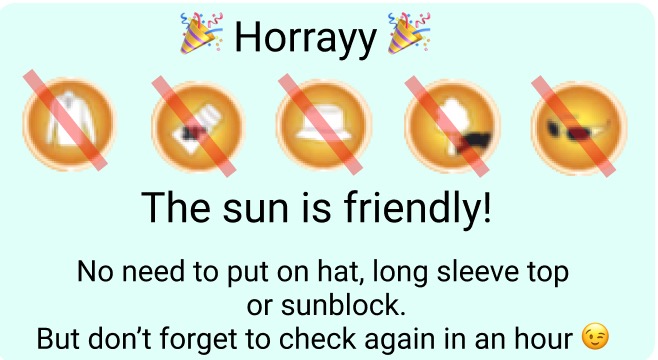 🎉 Horrayy 🎉
The sun is friendly!
No need to put on hat, long sleeve top
or sunblock.
But don’t forget to check again in an hour 😉